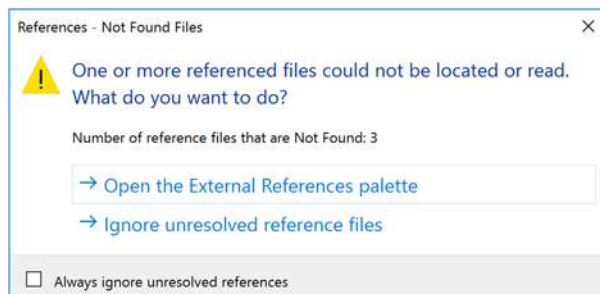 References - Not Found Files
One or more referenced files could not be located or read.
What do you want to do?
Number of reference files that are Not Found: 3
→ Open the External References palette
→ Ignore unresolved reference files
Always ignore unresolved references